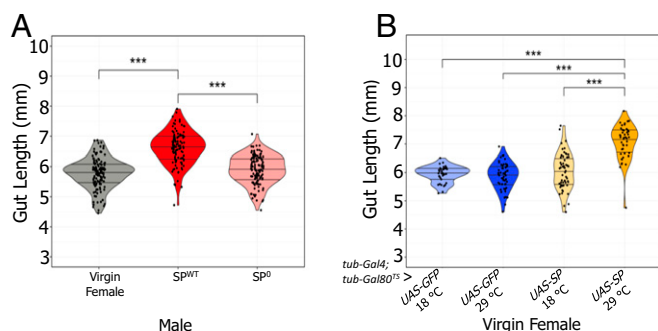 A
Gut Length (mm)
10
9
8
7
6
5
4
3
***
***
Virgin Female
SP^WT
SP^0
Male
B
Gut Length (mm)
10
9
8
7
6
5
4
3
***
***
***
tub-Gal4;
tub-Gal80^TS >
UAS-GFP 18 °C
UAS-GFP 29 °C
UAS-SP 18 °C
UAS-SP 29 °C
Virgin Female